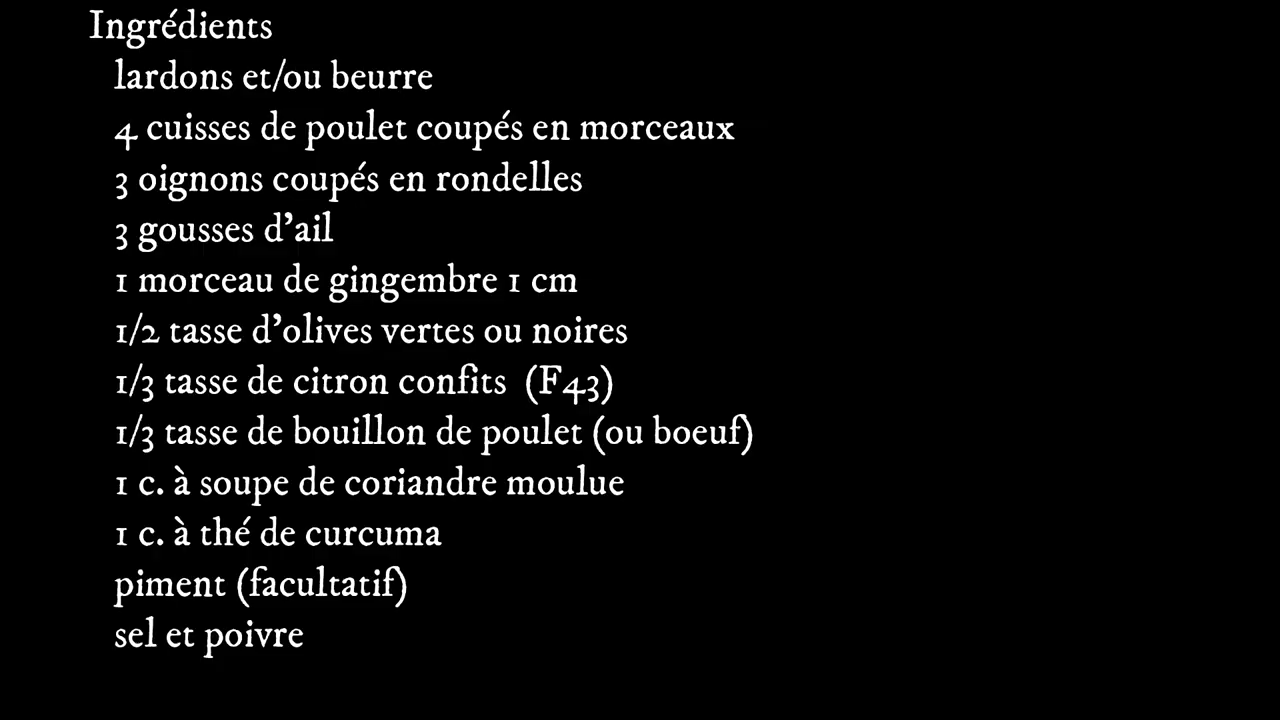 Ingrédients
lardons et/ou beurre
4 cuisses de poulet coupés en morceaux
3 oignons coupés en rondelles
3 gousses d'ail
1 morceau de gingembre 1 cm
1/2 tasse d'olives vertes ou noires
1/3 tasse de citron confits (F43)
1/3 tasse de bouillon de poulet (ou boeuf)
1 c. à soupe de coriandre moulue
1 c. à thé de curcuma
piment (facultatif)
sel et poivre